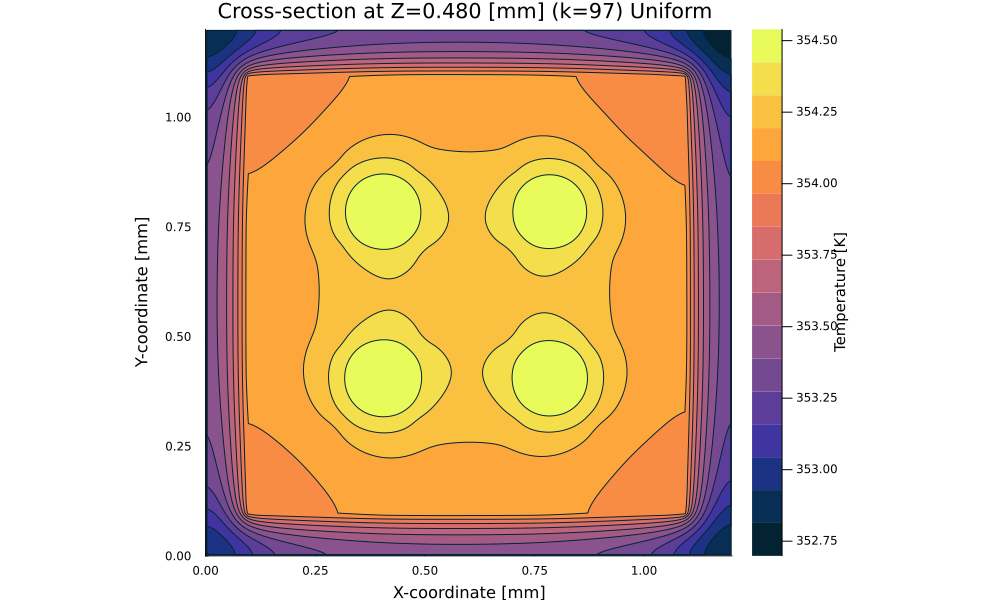 Cross-section at Z=0.480 [mm] (k=97) Uniform
Y-coordinate [mm]
1.00
0.75
0.50
0.25
0.00
0.00 0.25 0.50 0.75 1.00
X-coordinate [mm]
354.50
354.25
354.00
353.75
353.50
353.25
353.00
352.75
Temperature [K]